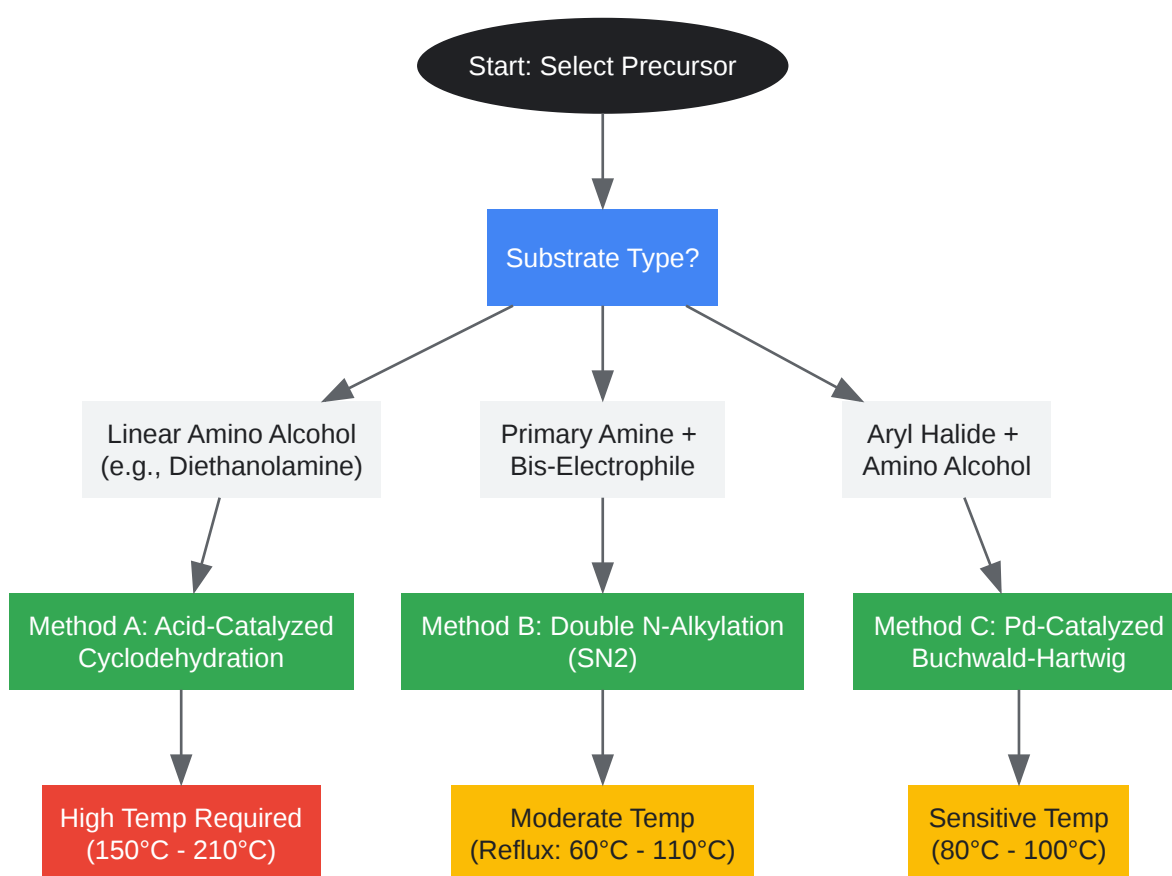 Start: Select Precursor
Substrate Type?
Linear Amino Alcohol
(e.g., Diethanolamine)
Primary Amine +
Bis-Electrophile
Aryl Halide +
Amino Alcohol
Method A: Acid-Catalyzed
Cyclodehydration
Method B: Double N-Alkylation
(SN2)
Method C: Pd-Catalyzed
Buchwald-Hartwig
High Temp Required
(150°C - 210°C)
Moderate Temp
(Reflux: 60°C - 110°C)
Sensitive Temp
(80°C - 100°C)